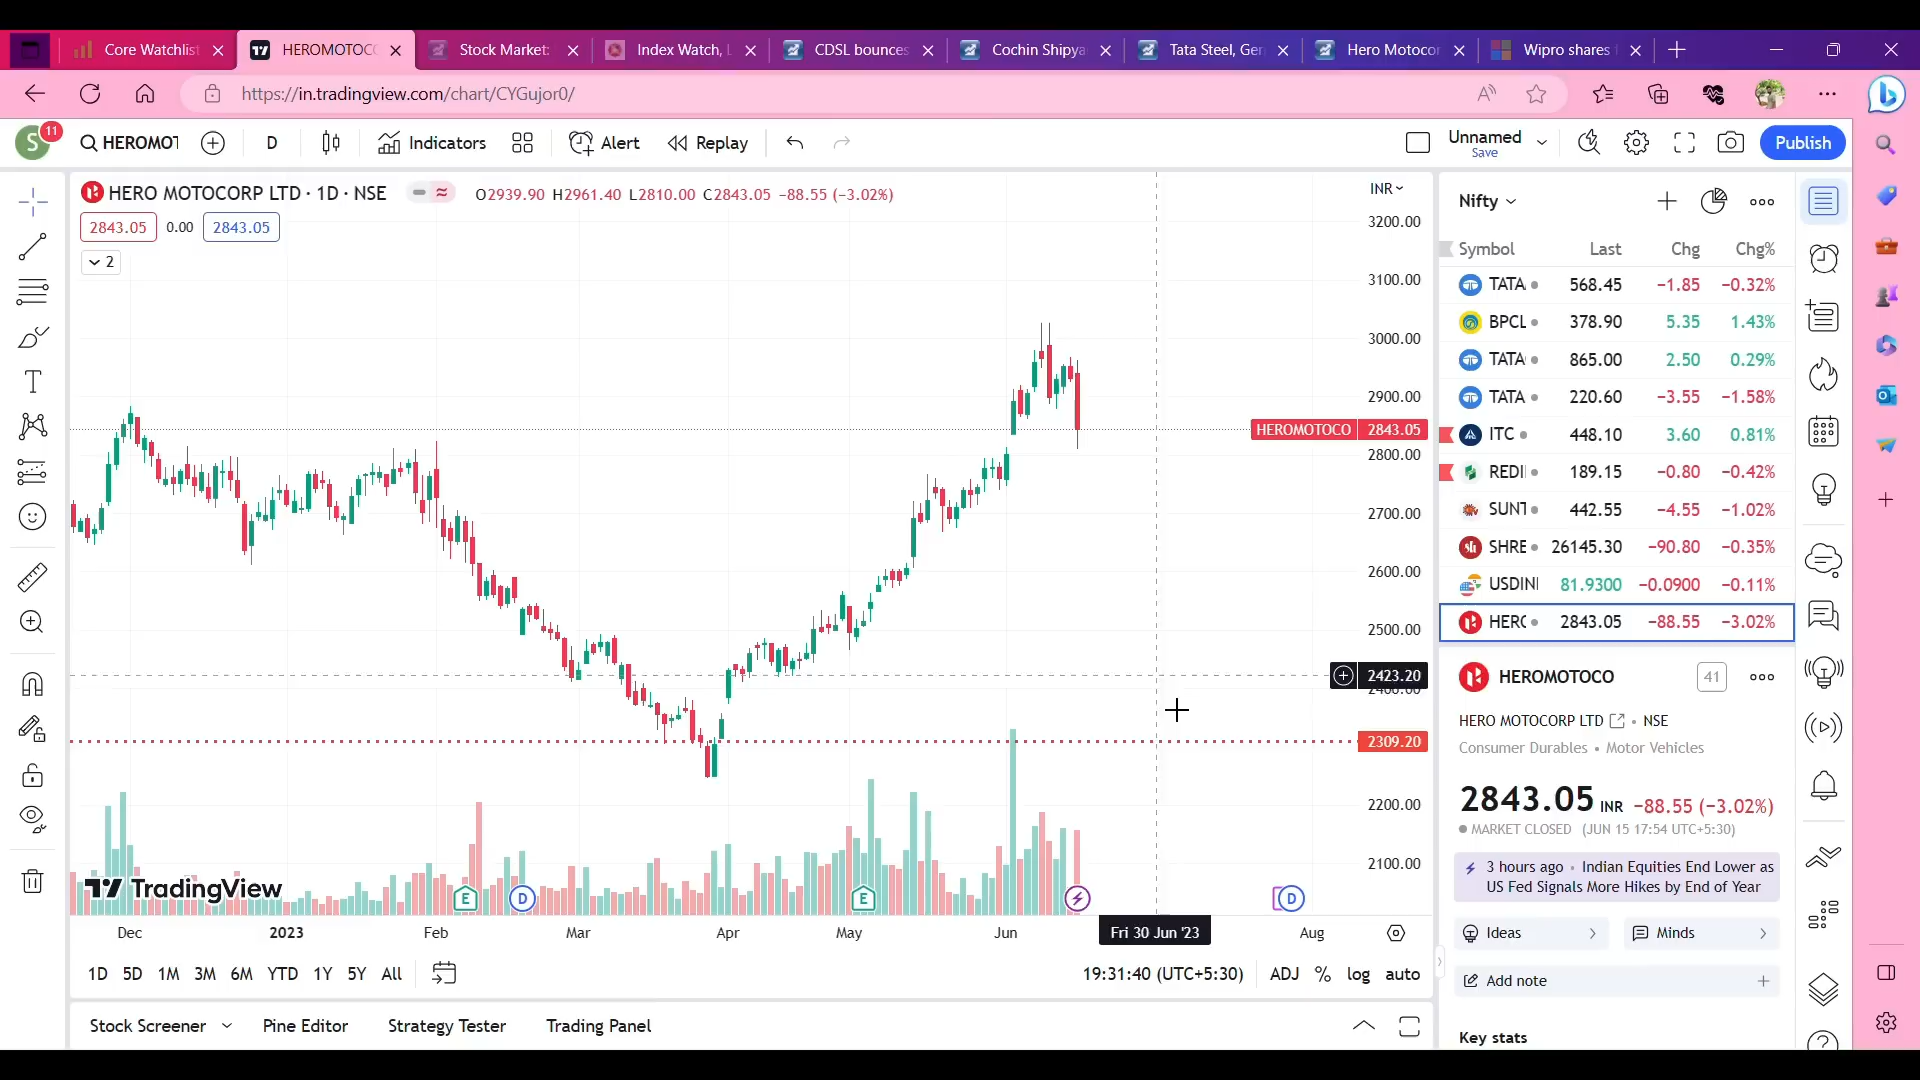 Core Watchlist
HEROMOTOC
Stock Market:
Index Watch, L
CDSL bounces
Cochin Shipya
Tata Steel, Gen
Hero Motocor
Wipro shares f
https://in.tradingview.com/chart/CYGujor0/
S 11 HEROMOT D Indicators Alert Replay Unnamed Save Publish
HERO MOTOCORP LTD · 1D · NSE O2939.90 H2961.40 L2810.00 C2843.05 −88.55 (−3.02%)
2843.05 0.00 2843.05
2
INR
3200.00
3100.00
3000.00
2900.00
HEROMOTOCO 2843.05
2800.00
2700.00
2600.00
2500.00
2423.20
2400.00
2309.20
2200.00
2100.00
TradingView
E D E D
Dec 2023 Feb Mar Apr May Jun Fri 30 Jun '23 Aug
1D 5D 1M 3M 6M YTD 1Y 5Y All 19:31:40 (UTC+5:30) ADJ % log auto
Stock Screener Pine Editor Strategy Tester Trading Panel
Nifty
Symbol Last Chg Chg%
TATA 568.45 −1.85 −0.32%
BPCL 378.90 5.35 1.43%
TATA 865.00 2.50 0.29%
TATA 220.60 −3.55 −1.58%
ITC 448.10 3.60 0.81%
REDI 189.15 −0.80 −0.42%
SUNT 442.55 −4.55 −1.02%
SHRE 26145.30 −90.80 −0.35%
USDINI 81.9300 −0.0900 −0.11%
HERC 2843.05 −88.55 −3.02%
HEROMOTOCO 41
HERO MOTOCORP LTD • NSE
Consumer Durables • Motor Vehicles
2843.05 INR −88.55 (−3.02%)
MARKET CLOSED (JUN 15 17:54 UTC+5:30)
3 hours ago • Indian Equities End Lower as
US Fed Signals More Hikes by End of Year
Ideas Minds
Add note
Key stats